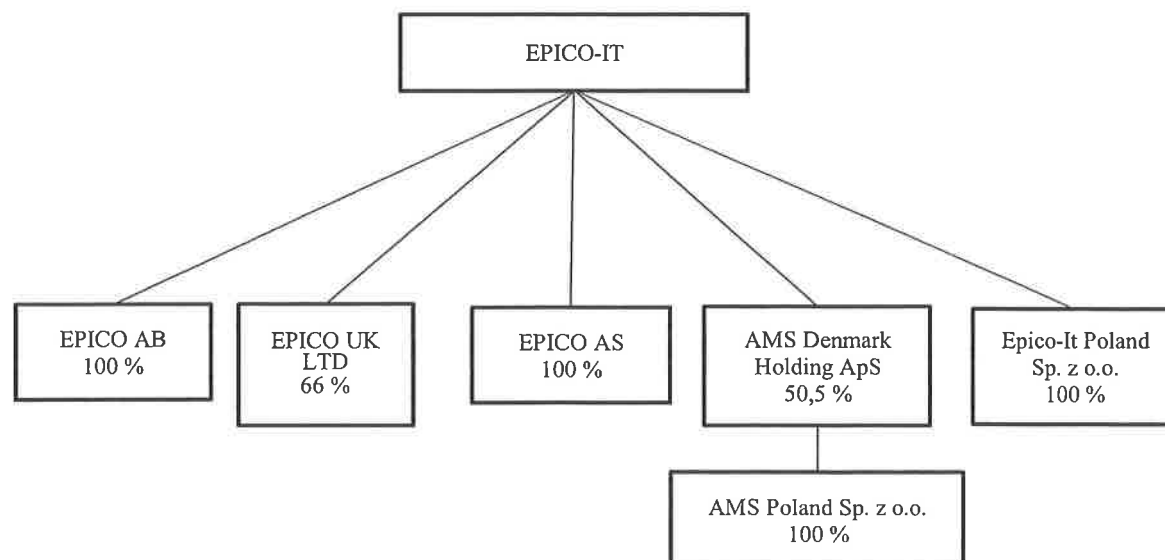 EPICO-IT
EPICO AB
100 %
EPICO UK
LTD
66 %
EPICO AS
100 %
AMS Denmark
Holding ApS
50,5 %
Epico-It Poland
Sp. z o.o.
100 %
AMS Poland Sp. z o.o.
100 %